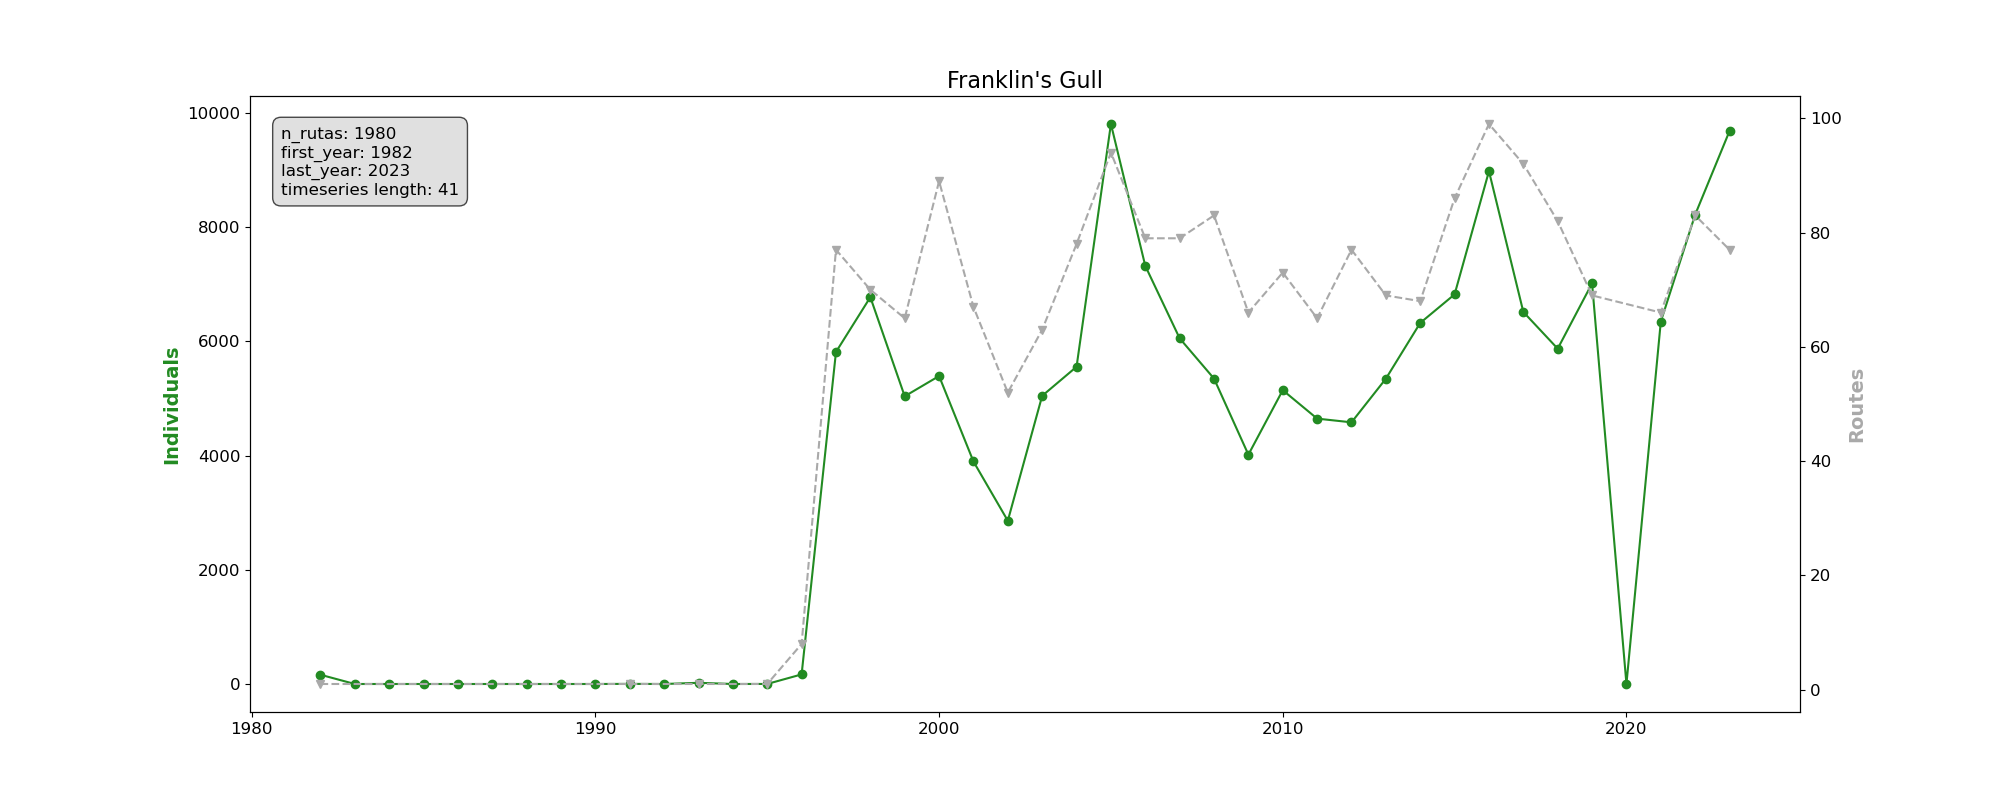 Franklin's Gull
n_rutas: 1980
first_year: 1982
last_year: 2023
timeseries length: 41
10000
8000
6000
4000
2000
0
Individuals
100
80
60
40
20
0
Routes
1980
1990
2000
2010
2020